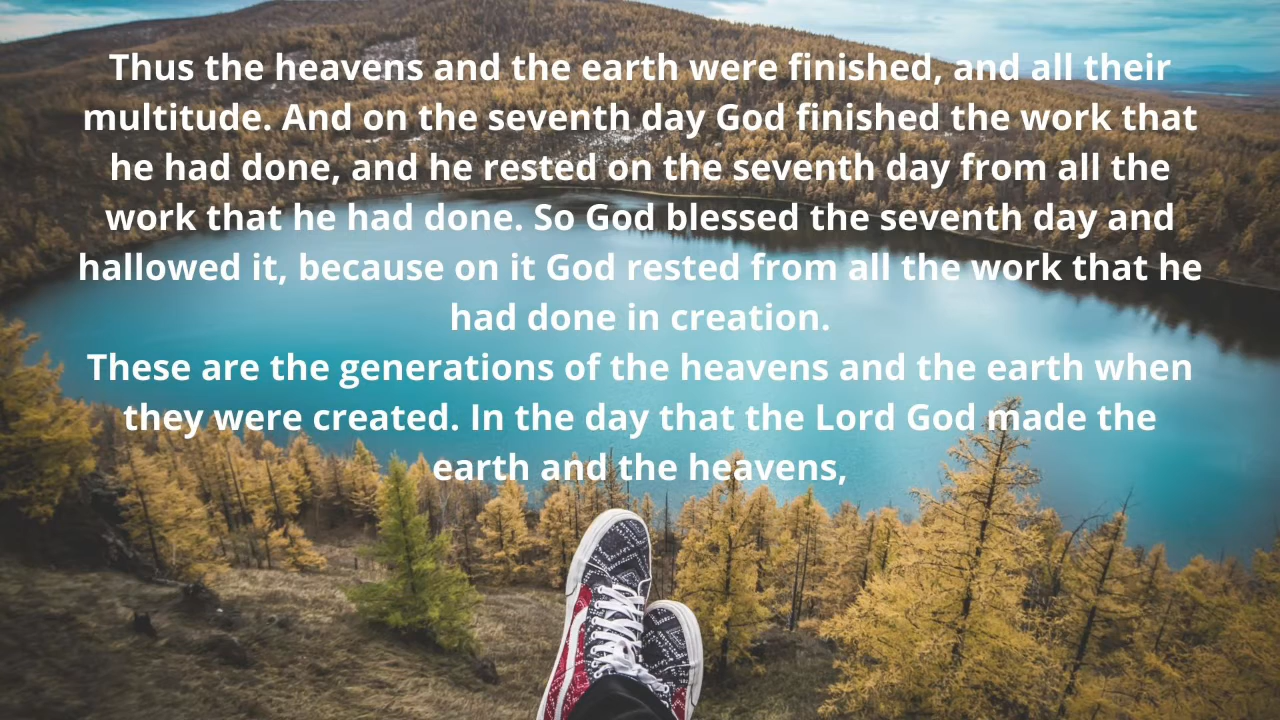 Thus the heavens and the earth were finished, and all their
multitude. And on the seventh day God finished the work that
he had done, and he rested on the seventh day from all the
work that he had done. So God blessed the seventh day and
hallowed it, because on it God rested from all the work that he
had done in creation.
These are the generations of the heavens and the earth when
they were created. In the day that the Lord God made the
earth and the heavens,